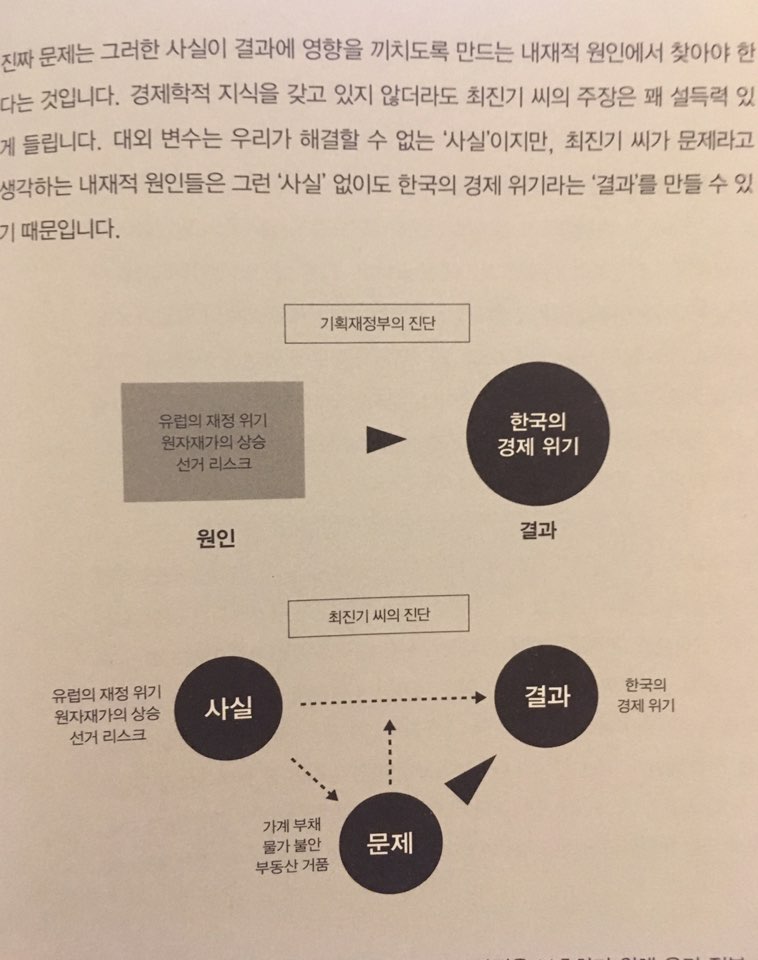 진짜 문제는 그러한 사실이 결과에 영향을 끼치도록 만드는 내재적 원인에서 찾아야 한
다는 것입니다. 경제학적 지식을 갖고 있지 않더라도 최진기 씨의 주장은 꽤 설득력 있
게 들립니다. 대외 변수는 우리가 해결할 수 없는 ‘사실’이지만, 최진기 씨가 문제라고
생각하는 내재적 원인들은 그런 ‘사실’ 없이도 한국의 경제 위기라는 ‘결과’를 만들 수 있
기 때문입니다.
기획재정부의 진단
유럽의 재정 위기
원자재가의 상승
선거 리스크
한국의
경제 위기
원인
결과
최진기 씨의 진단
유럽의 재정 위기
원자재가의 상승
선거 리스크
사실
결과
한국의
경제 위기
가계 부채
물가 불안
부동산 거품
문제